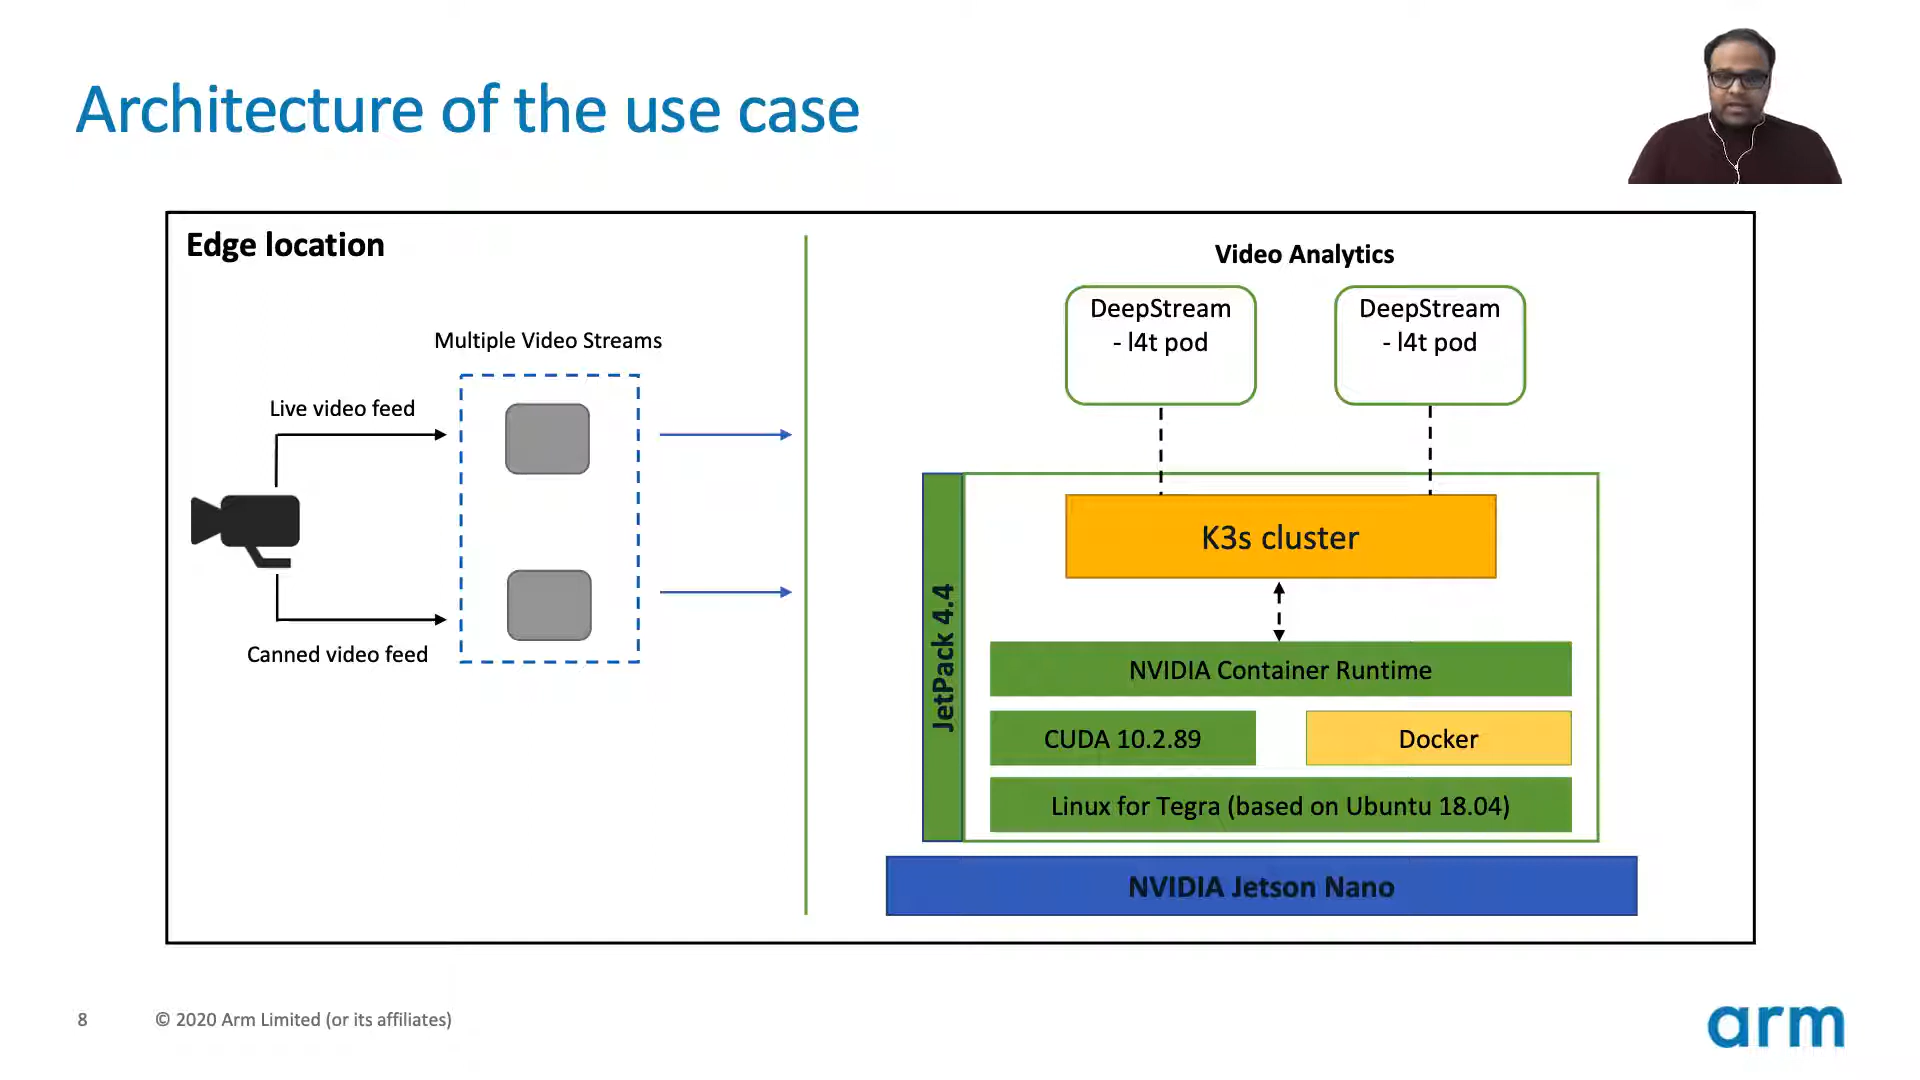 Architecture of the use case
Edge location
Multiple Video Streams
Live video feed
Canned video feed
Video Analytics
DeepStream
- l4t pod
DeepStream
- l4t pod
K3s cluster
JetPack 4.4
NVIDIA Container Runtime
CUDA 10.2.89
Docker
Linux for Tegra (based on Ubuntu 18.04)
NVIDIA Jetson Nano
8
© 2020 Arm Limited (or its affiliates)
arm